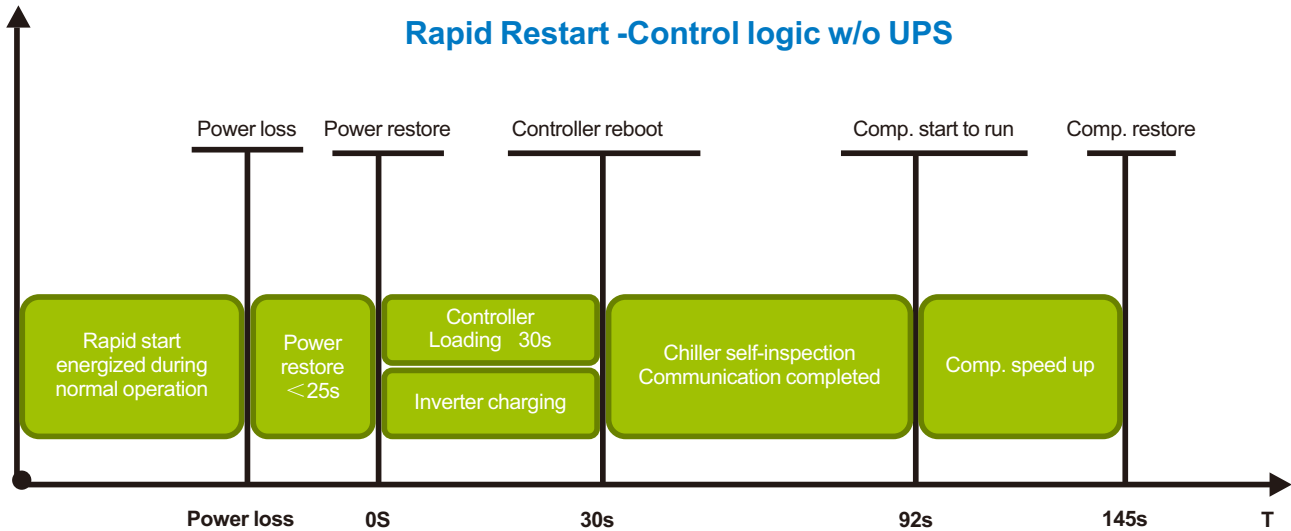 Rapid Restart -Control logic w/o UPS
Power loss
Power restore
Controller reboot
Comp. start to run
Comp. restore
Rapid start
energized during
normal operation
Power
restore
＜25s
Controller
Loading 30s
Inverter charging
Chiller self-inspection
Communication completed
Comp. speed up
Power loss
0S
30s
92s
145s
T